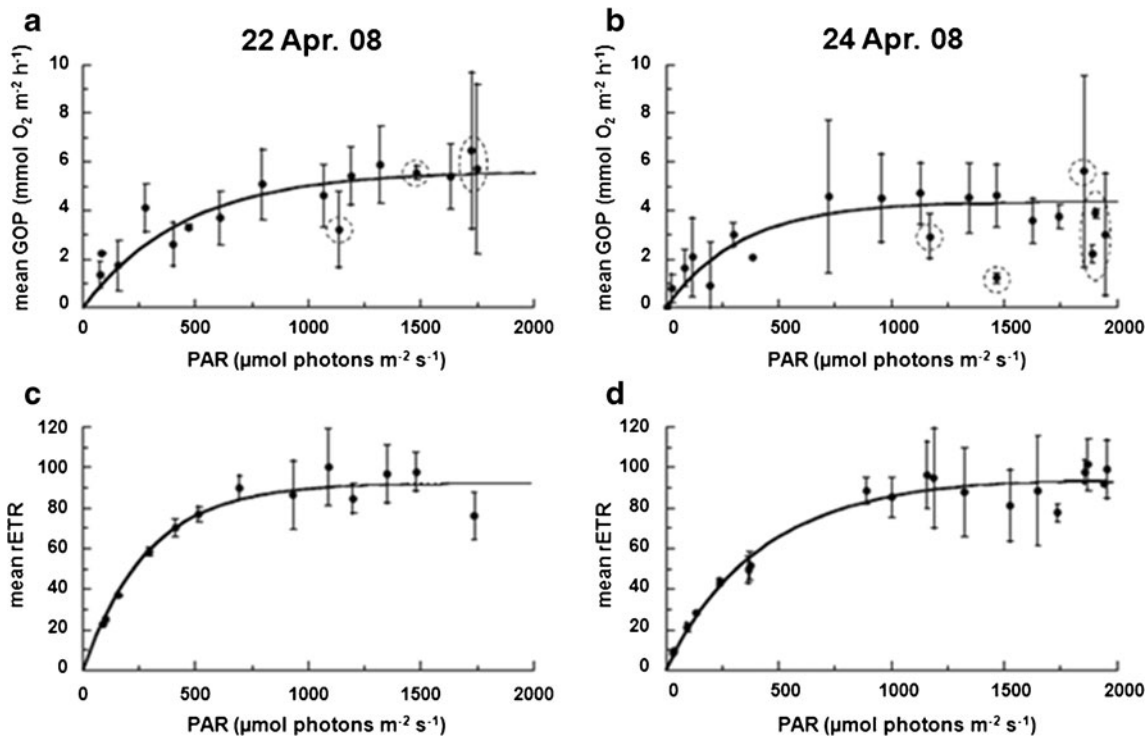 a
22 Apr. 08
mean GOP (mmol O₂ m⁻² h⁻¹)
10
8
6
4
2
0
0 500 1000 1500 2000
PAR (µmol photons m⁻² s⁻¹)
b
24 Apr. 08
mean GOP (mmol O₂ m⁻² h⁻¹)
10
8
6
4
2
0
0 500 1000 1500 2000
PAR (µmol photons m⁻² s⁻¹)
c
mean rETR
120
100
80
60
40
20
0
0 500 1000 1500 2000
PAR (µmol photons m⁻² s⁻¹)
d
mean rETR
120
100
80
60
40
20
0
0 500 1000 1500 2000
PAR (µmol photons m⁻² s⁻¹)